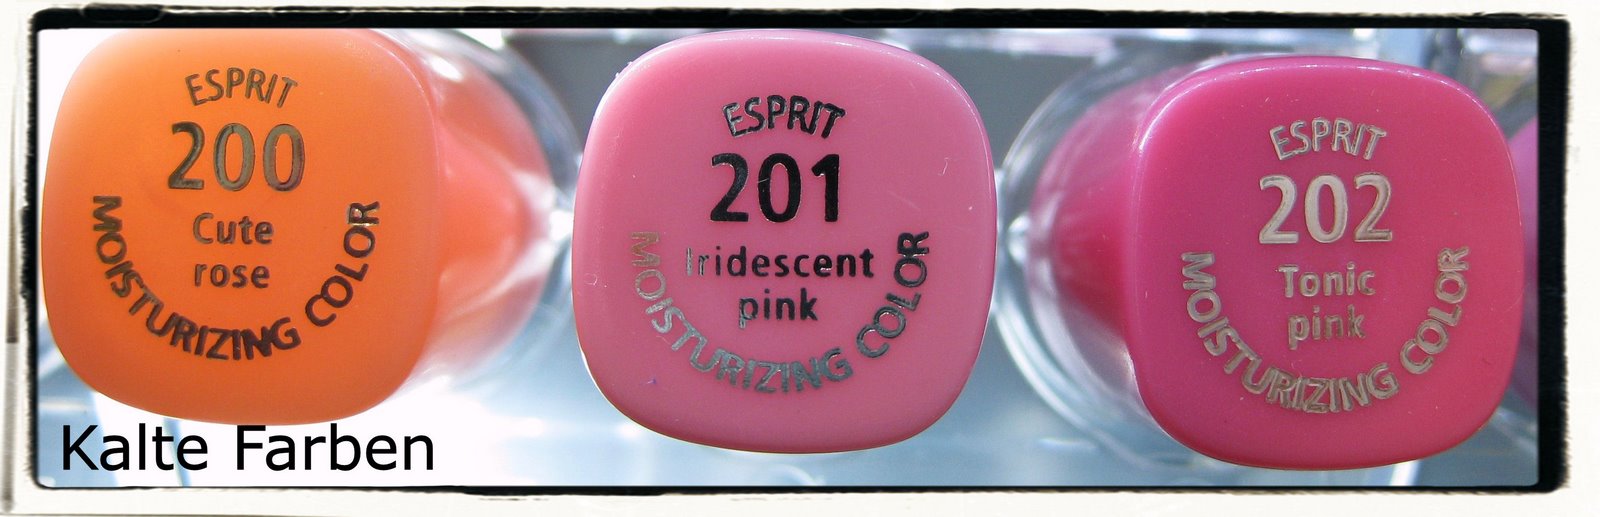 ESPRIT
200
Cute
rose
MOISTURIZING COLOR
ESPRIT
201
Iridescent
pink
MOISTURIZING COLOR
ESPRIT
202
Tonic
pink
MOISTURIZING COLOR
Kalte Farben